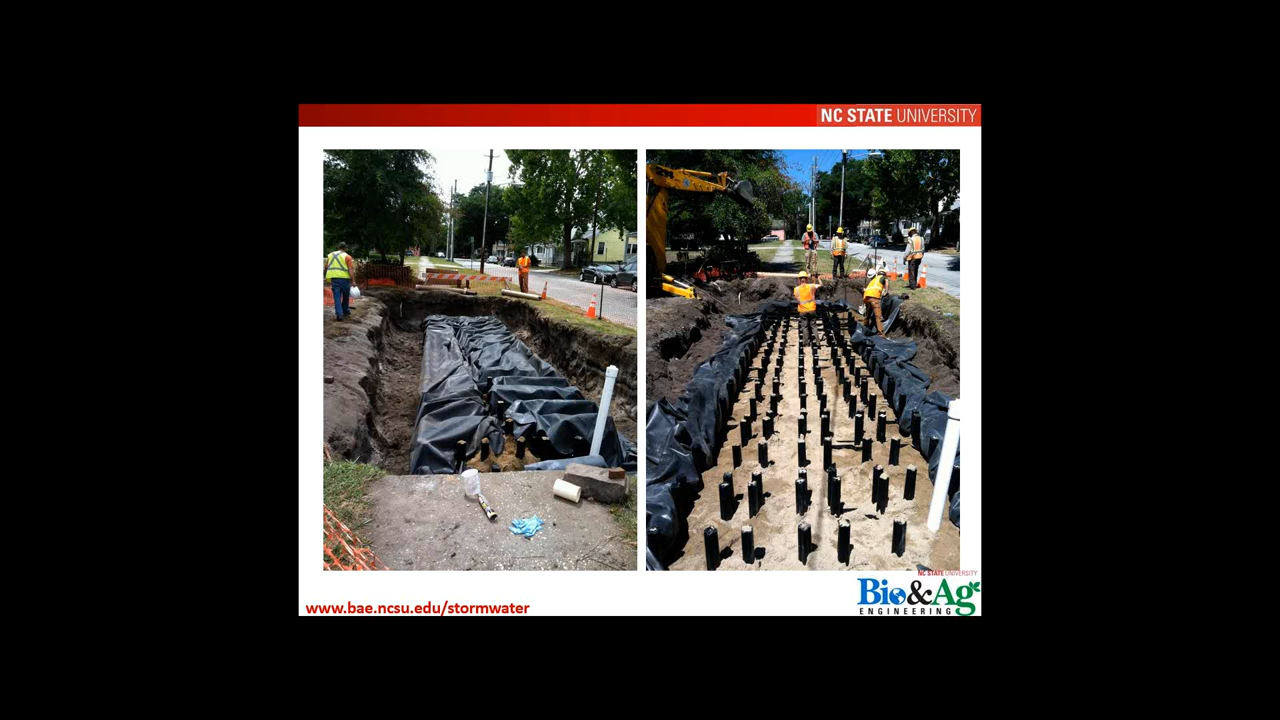 NC STATE UNIVERSITY
NC STATE UNIVERSITY
Bio&Ag
ENGINEERING
www.bae.ncsu.edu/stormwater